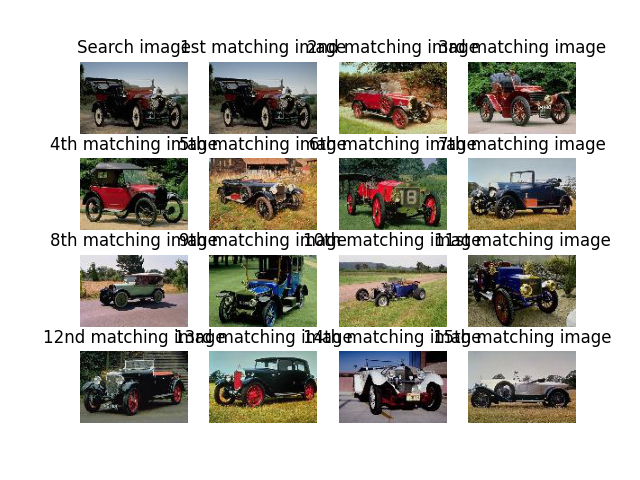 Search image 1st matching image 2nd matching image 3rd matching image
4th matching image 5th matching image 6th matching image 7th matching image
18
8th matching image 9th matching image 10th matching image 11st matching image
12nd matching image 13rd matching image 14th matching image 15th matching image